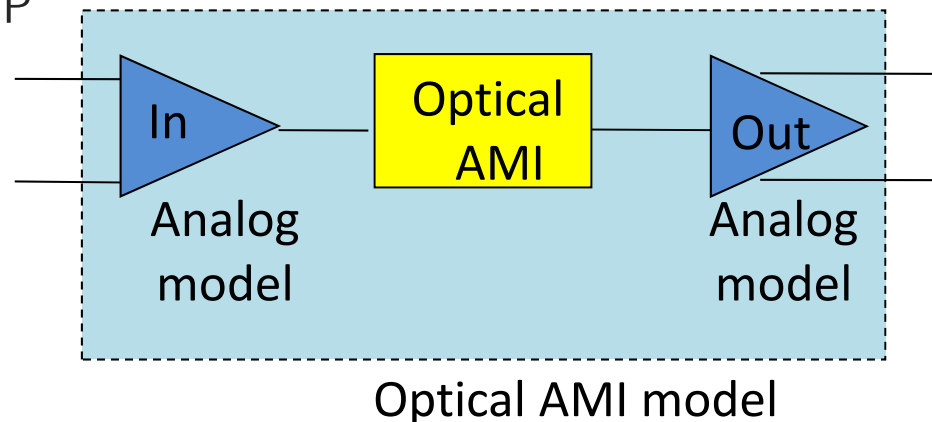 P
In
Optical
AMI
Out
Analog
model
Analog
model
Optical AMI model